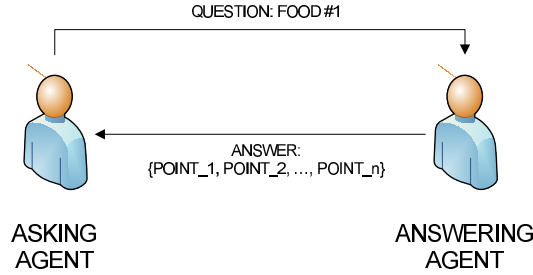 QUESTION: FOOD #1
ANSWER:
{POINT_1, POINT_2, ..., POINT_n}
ASKING
AGENT
ANSWERING
AGENT